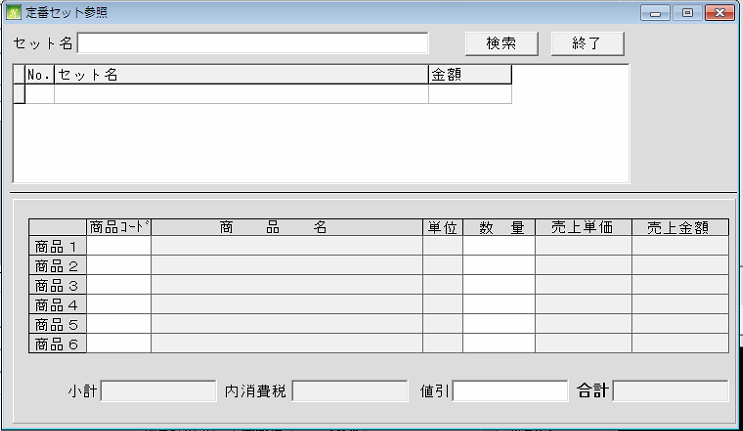 定番セット参照
セット名 検索 終了
No. セット名 金額
商品ｺｰﾄﾞ 商 品 名 単位 数 量 売上単価 売上金額
商品１
商品２
商品３
商品４
商品５
商品６
小計 内消費税 値引 合計